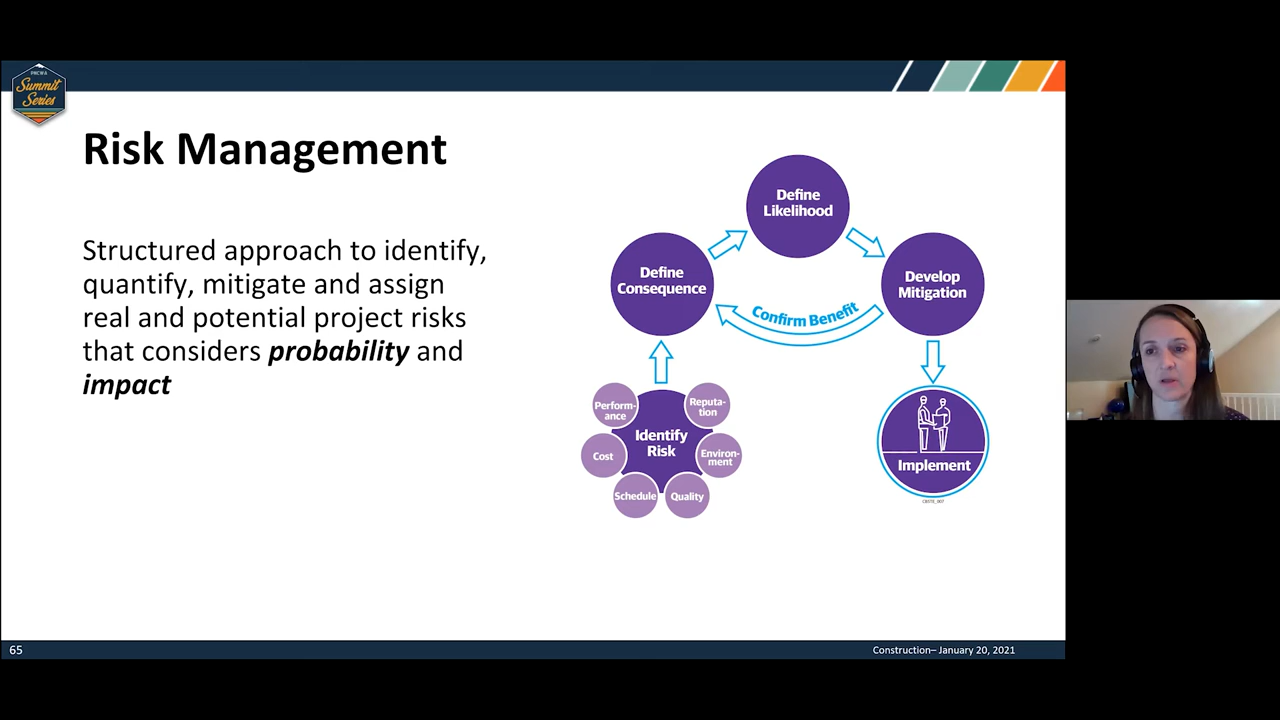 PNCWA
Summit
Series
Risk Management
Structured approach to identify,
quantify, mitigate and assign
real and potential project risks
that considers probability and
impact
Define
Likelihood
Define
Consequence
Develop
Mitigation
Confirm Benefit
Perform-
ance
Reputa-
tion
Identify
Risk
Cost
Environ-
ment
Schedule
Quality
Implement
65
Construction– January 20, 2021